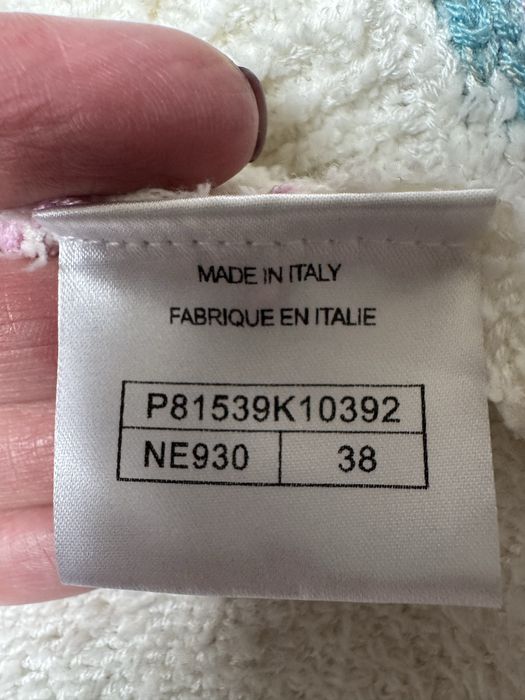 MADE IN ITALY
FABRIQUE EN ITALIE
P81539K10392
NE930 38